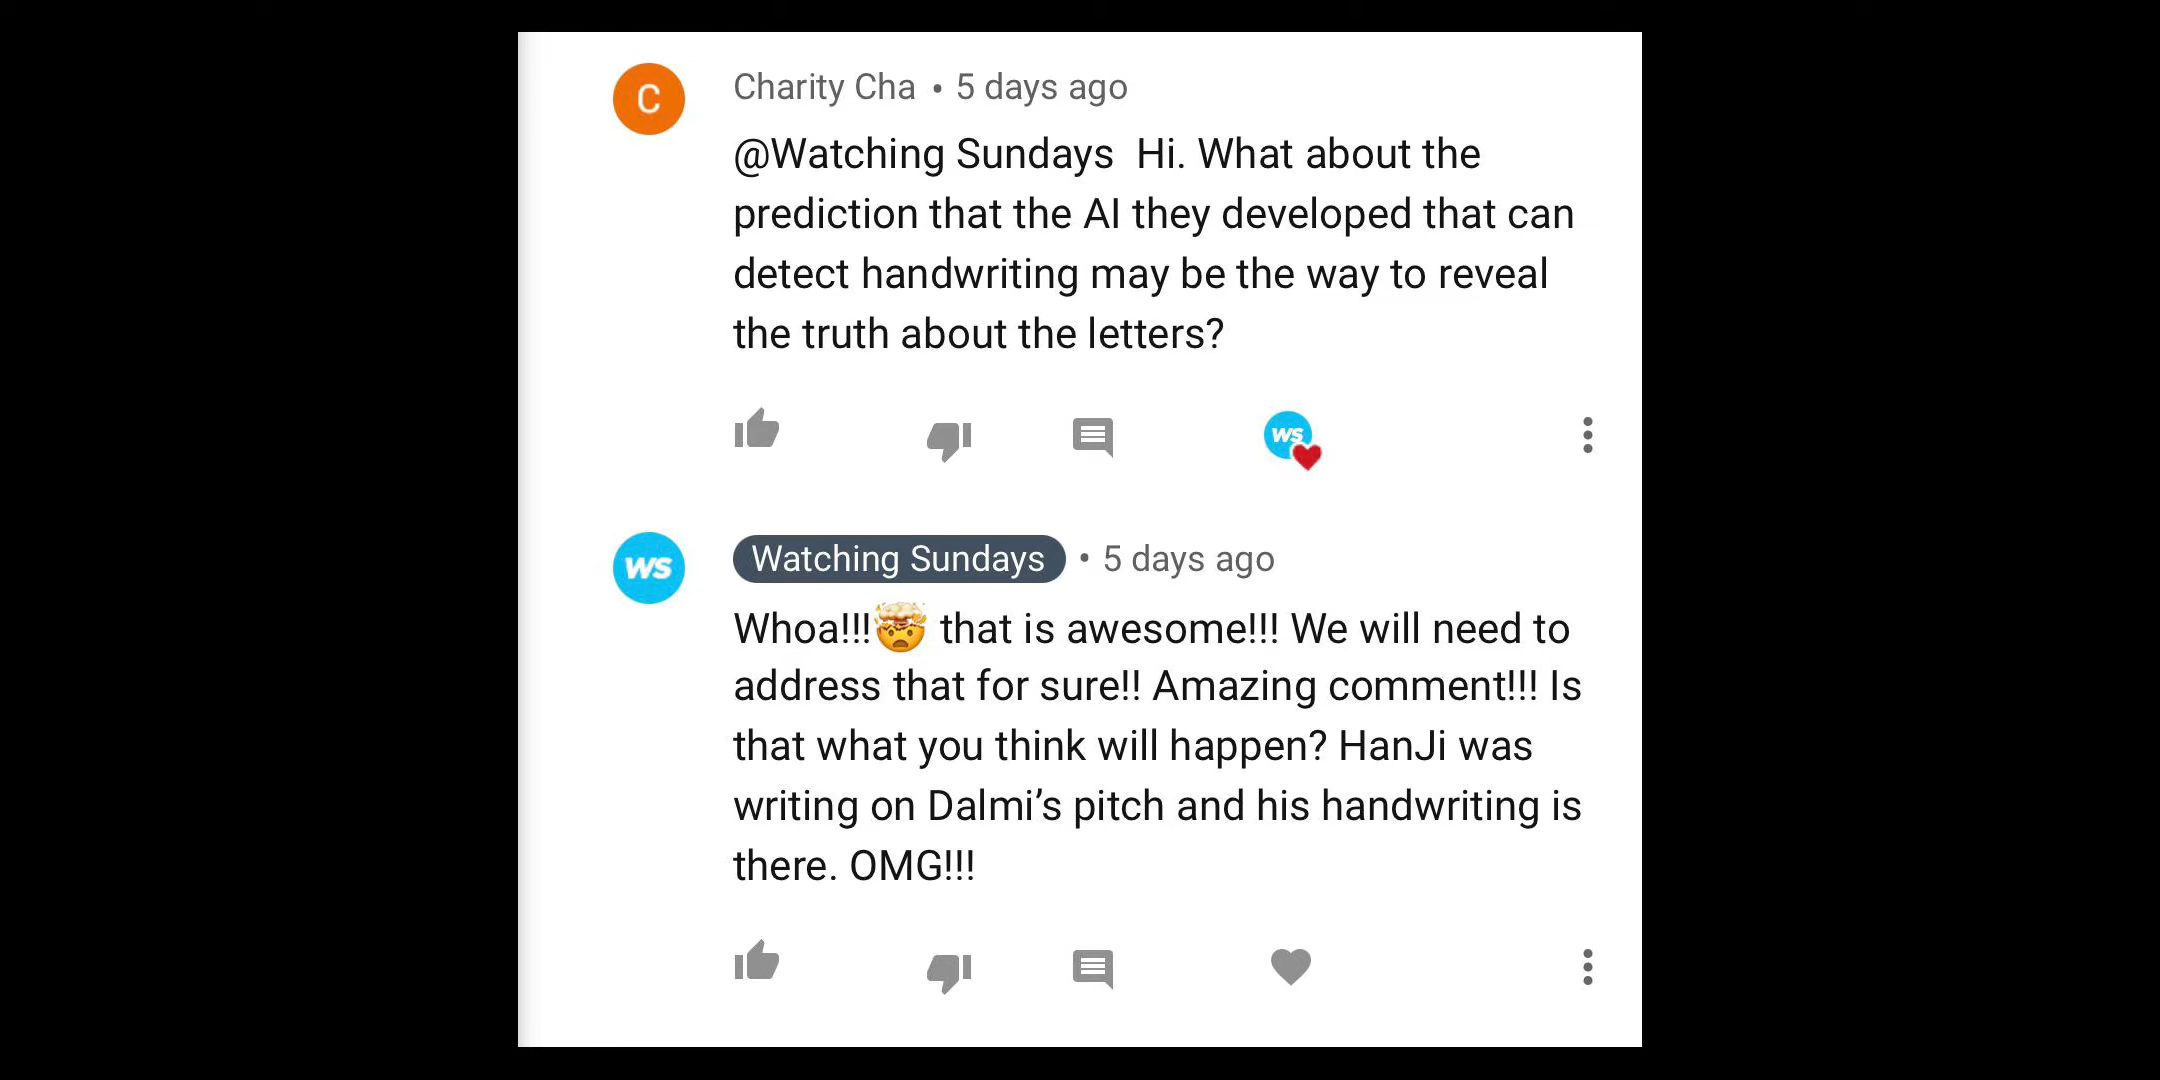 C
Charity Cha • 5 days ago
@Watching Sundays  Hi. What about the
prediction that the AI they developed that can
detect handwriting may be the way to reveal
the truth about the letters?
ws
ws
Watching Sundays • 5 days ago
Whoa!!!🤯 that is awesome!!! We will need to
address that for sure!! Amazing comment!!! Is
that what you think will happen? HanJi was
writing on Dalmi’s pitch and his handwriting is
there. OMG!!!